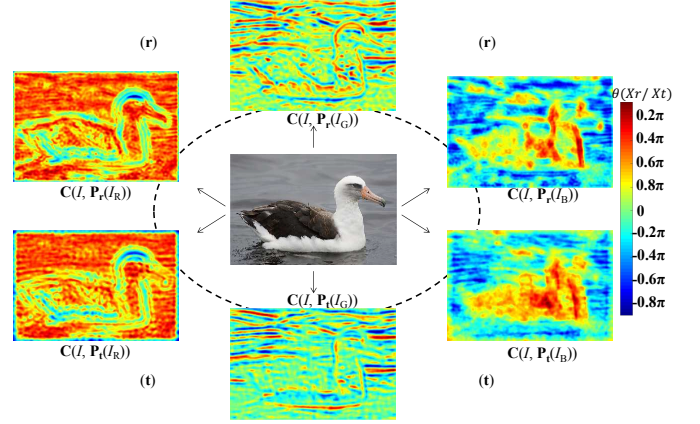 (r)
(r)
C(I, Pr(IG))
θ(Xr/ Xt)
0.2π
0.4π
0.6π
0.8π
0
-0.2π
-0.4π
-0.6π
-0.8π
C(I, Pr(IR))
C(I, Pr(IB))
C(I, Pt(IG))
C(I, Pt(IR))
C(I, Pt(IB))
(t)
(t)